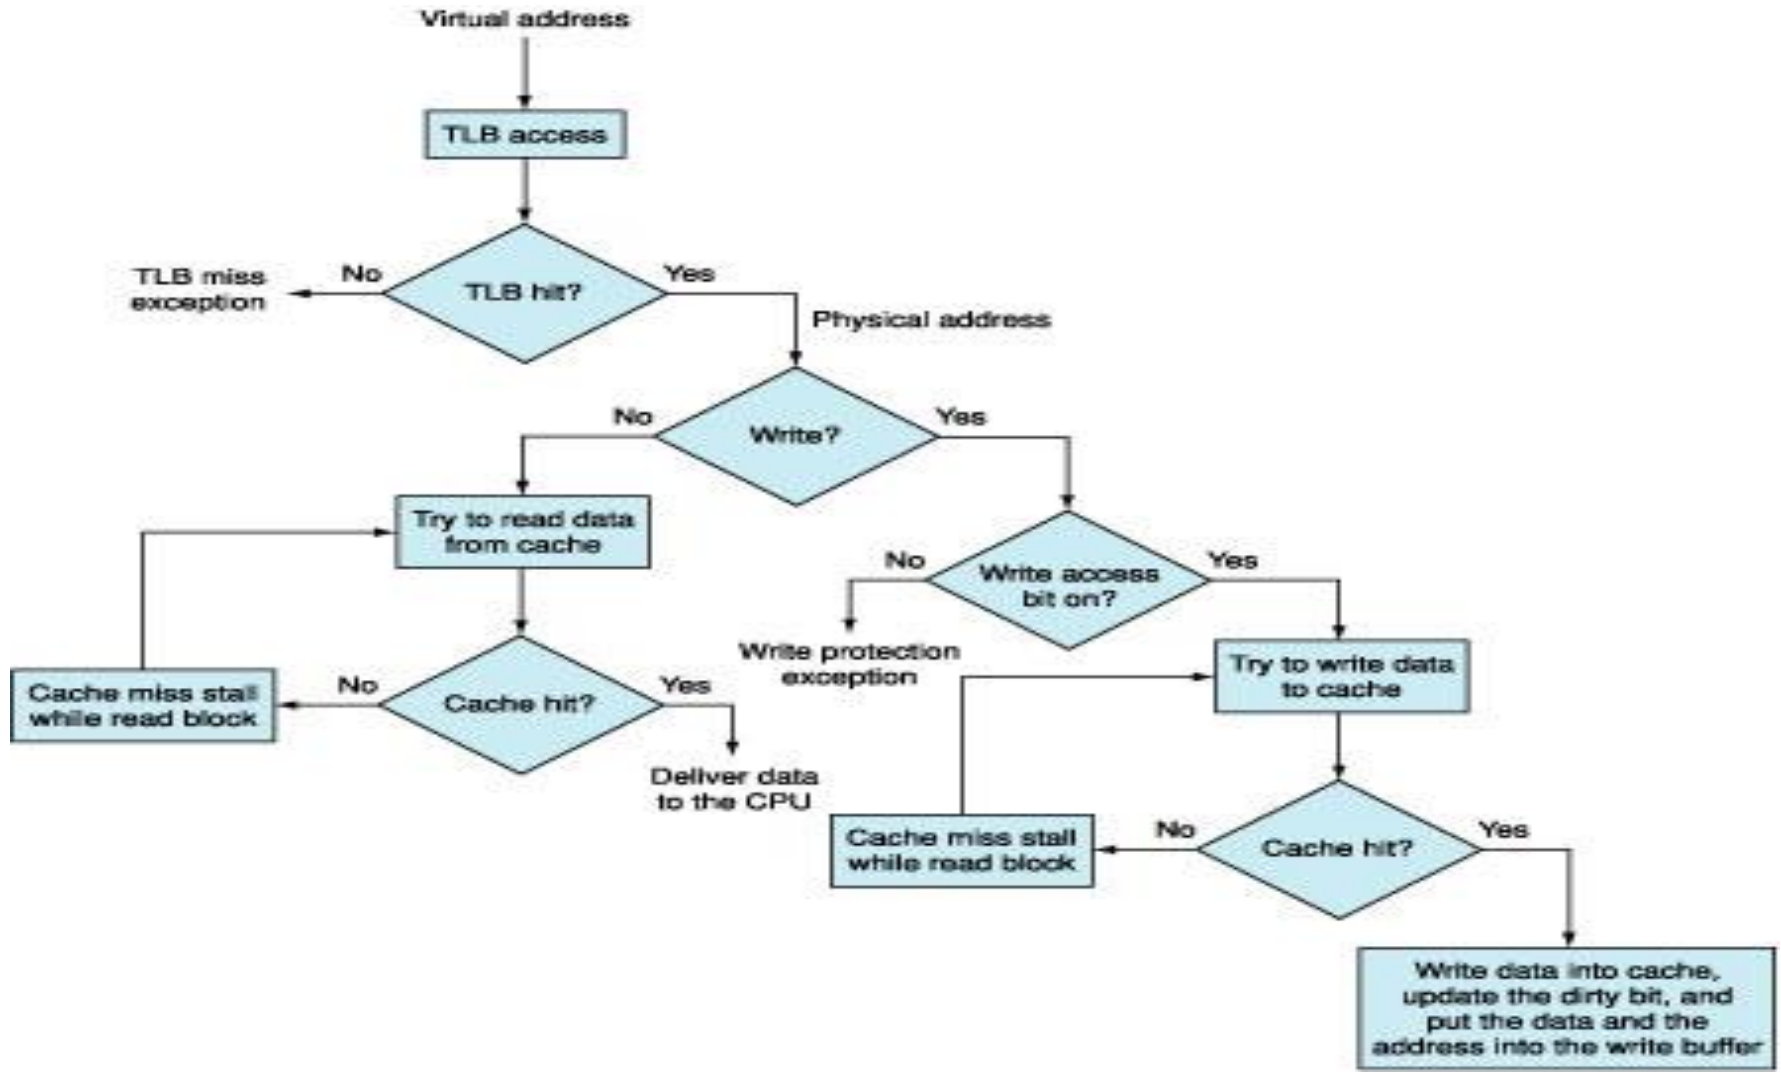 Virtual address
TLB access
TLB hit?
No
Yes
TLB miss
exception
Physical address
Write?
No
Yes
Try to read data
from cache
Write access
bit on?
No
Yes
Write protection
exception
Try to write data
to cache
Cache hit?
No
Yes
Cache miss stall
while read block
Deliver data
to the CPU
Cache hit?
No
Yes
Cache miss stall
while read block
Write data into cache,
update the dirty bit, and
put the data and the
address into the write buffer